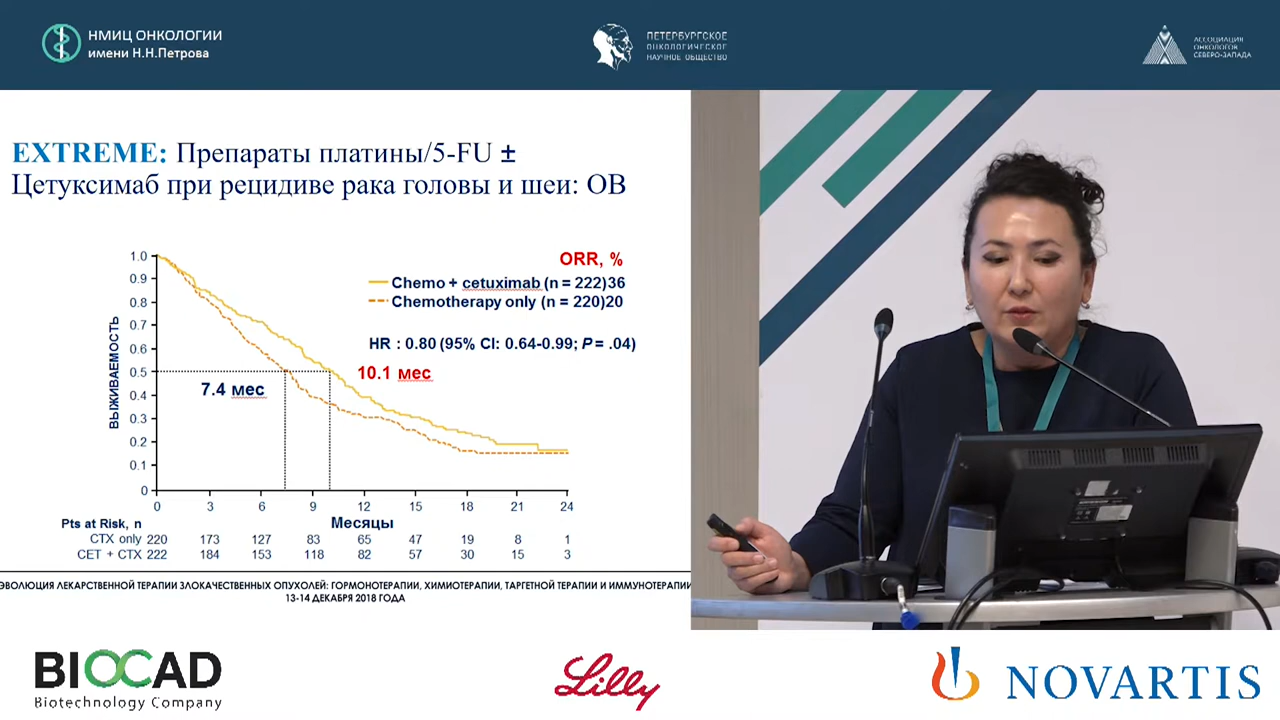 НМИЦ ОНКОЛОГИИ
имени Н.Н.Петрова
ПЕТЕРБУРГСКОЕ
ОНКОЛОГИЧЕСКОЕ
НАУЧНОЕ ОБЩЕСТВО
АССОЦИАЦИЯ
ОНКОЛОГОВ
СЕВЕРО-ЗАПАДА
EXTREME: Препараты платины/5-FU ±
Цетуксимаб при рецидиве рака головы и шеи: ОВ
ORR, %
Chemo + cetuximab (n = 222)36
Chemotherapy only (n = 220)20
HR : 0.80 (95% CI: 0.64-0.99; P = .04)
10.1 мес
7.4 мес
ВЫЖИВАЕМОСТЬ
1.0
0.9
0.8
0.7
0.6
0.5
0.4
0.3
0.2
0.1
0
0 3 6 9 12 15 18 21 24
Месяцы
Pts at Risk, n
CTX only 220 173 127 83 65 47 19 8 1
CET + CTX 222 184 153 118 82 57 30 15 3
ЭВОЛЮЦИЯ ЛЕКАРСТВЕННОЙ ТЕРАПИИ ЗЛОКАЧЕСТВЕННЫХ ОПУХОЛЕЙ: ГОРМОНОТЕРАПИИ, ХИМИОТЕРАПИИ, ТАРГЕТНОЙ ТЕРАПИИ И ИММУНОТЕРАПИИ
13-14 ДЕКАБРЯ 2018 ГОДА
BIOCAD
Biotechnology Company
Lilly
NOVARTIS